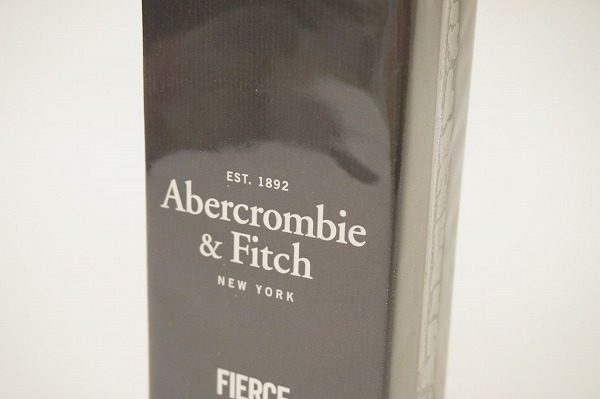 EST. 1892
Abercrombie
& Fitch
NEW YORK
FIERCE